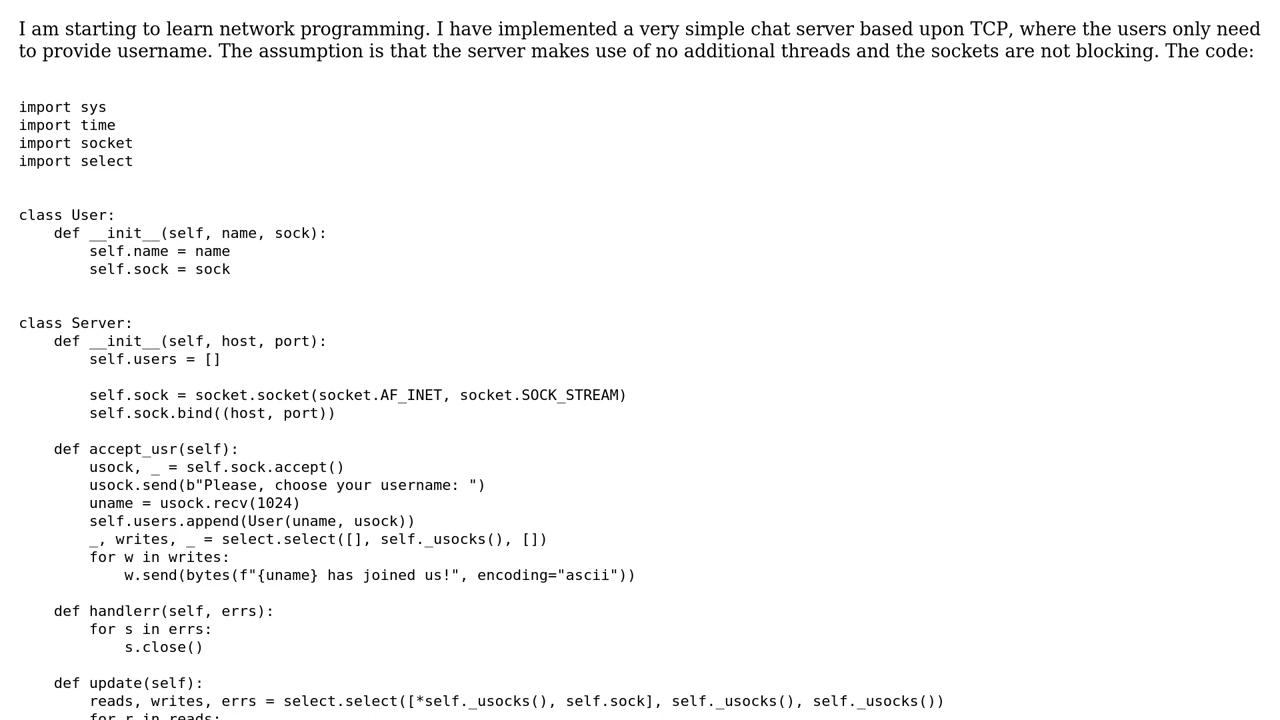 I am starting to learn network programming. I have implemented a very simple chat server based upon TCP, where the users only need
to provide username. The assumption is that the server makes use of no additional threads and the sockets are not blocking. The code:
import sys
import time
import socket
import select
class User:
    def __init__(self, name, sock):
        self.name = name
        self.sock = sock
class Server:
    def __init__(self, host, port):
        self.users = []
        self.sock = socket.socket(socket.AF_INET, socket.SOCK_STREAM)
        self.sock.bind((host, port))
    def accept_usr(self):
        usock, _ = self.sock.accept()
        usock.send(b"Please, choose your username: ")
        uname = usock.recv(1024)
        self.users.append(User(uname, usock))
        _, writes, _ = select.select([], self._usocks(), [])
        for w in writes:
            w.send(bytes(f"{uname} has joined us!", encoding="ascii"))
    def handlerr(self, errs):
        for s in errs:
            s.close()
    def update(self):
        reads, writes, errs = select.select([*self._usocks(), self.sock], self._usocks(), self._usocks())
        for r in reads: